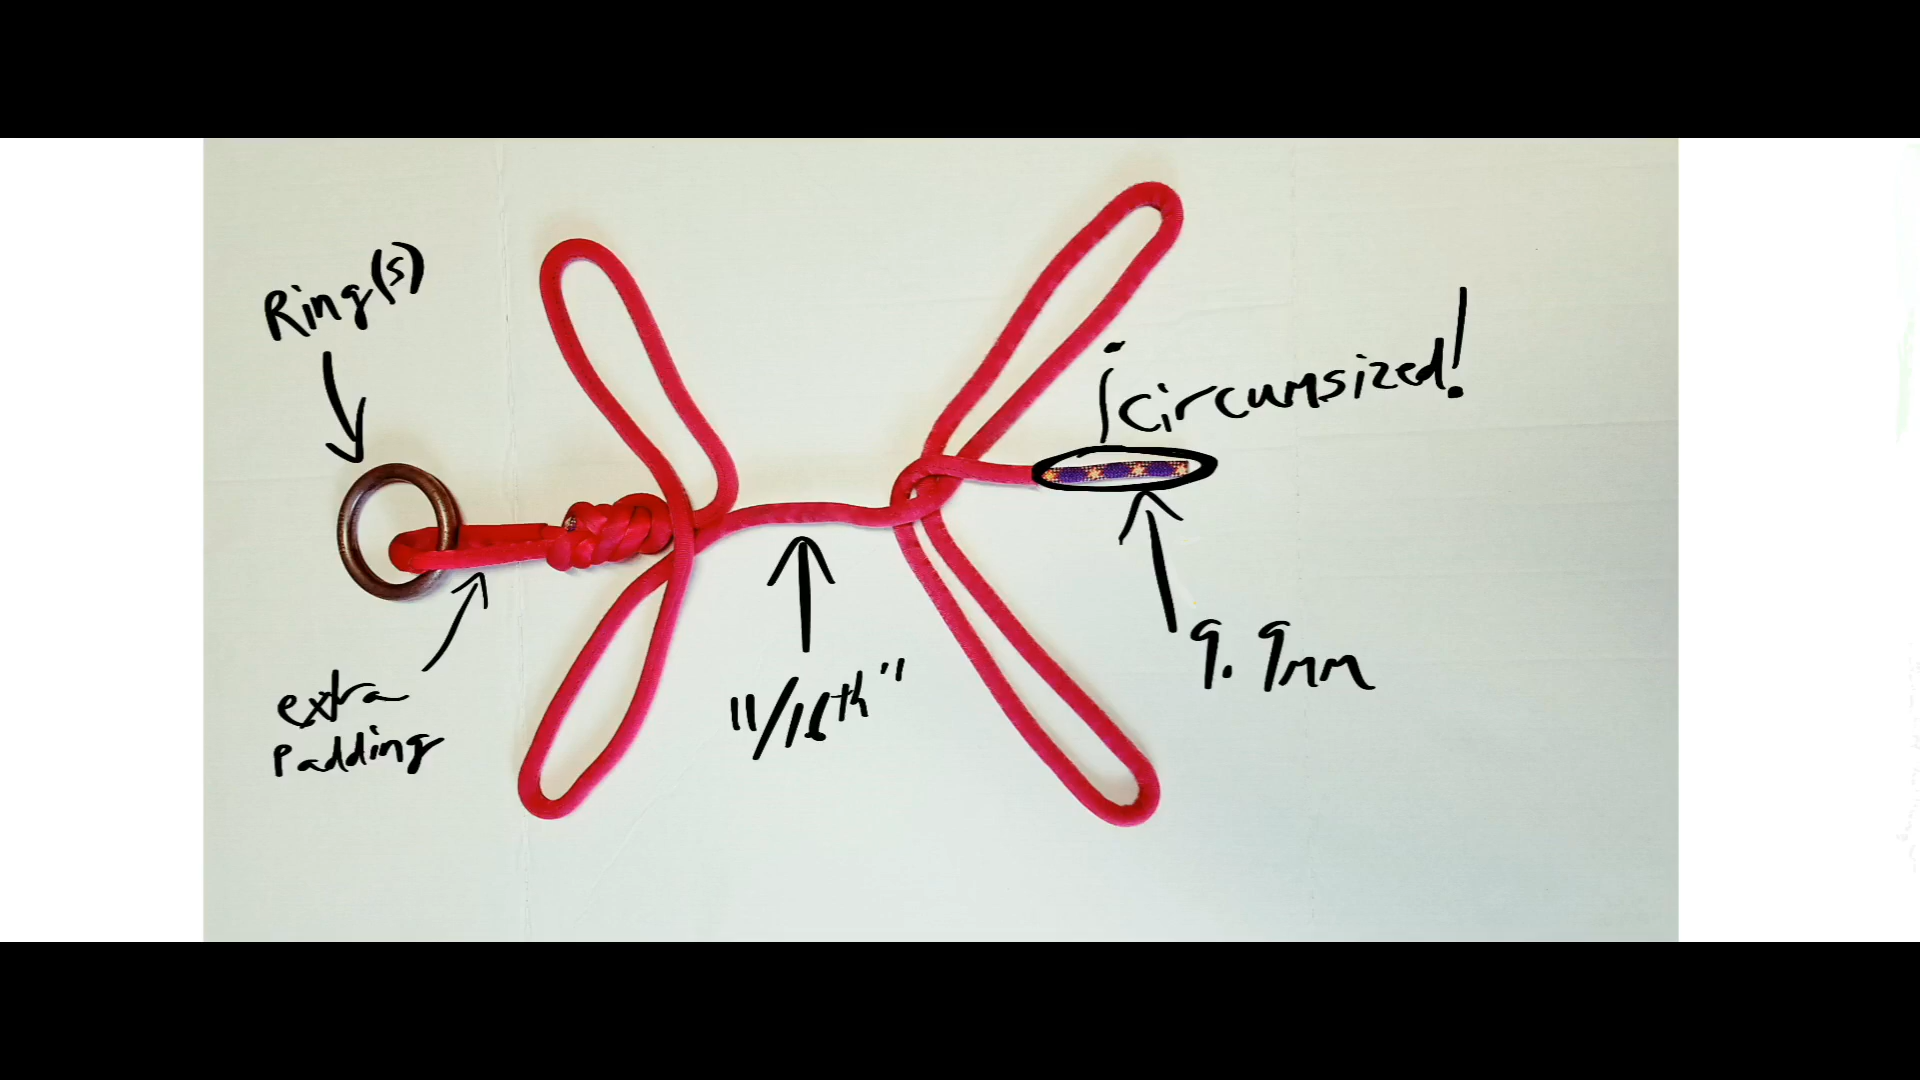 Ring(s)
¡circumsized!
extra
padding
11/16th"
9.9mm